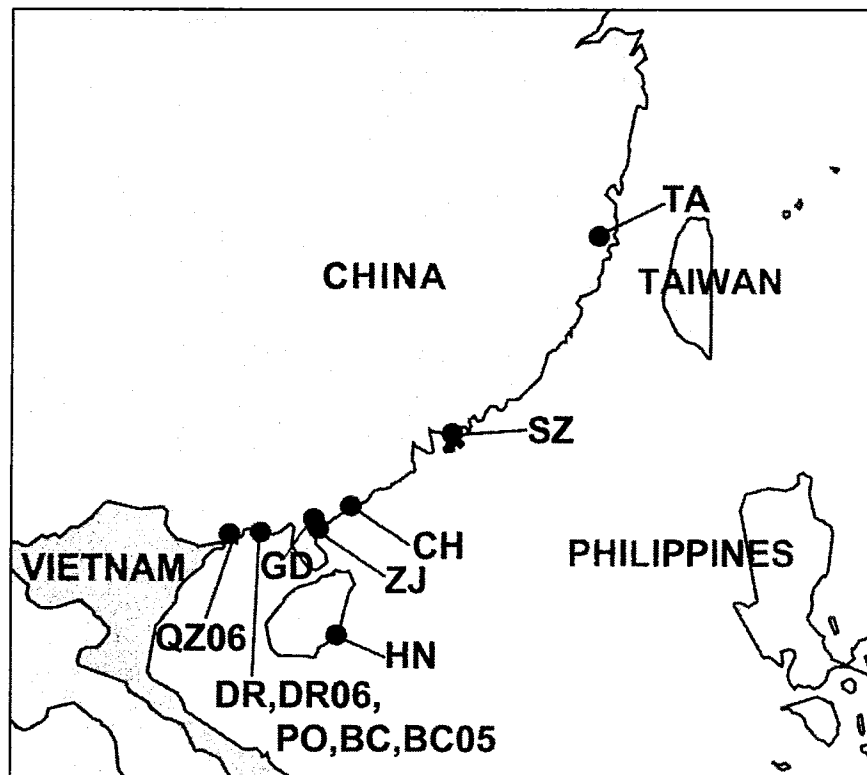 TA
CHINA
TAIWAN
SZ
CH
PHILIPPINES
VIETNAM
GD
ZJ
QZ06
HN
DR,DR06,
PO,BC,BC05